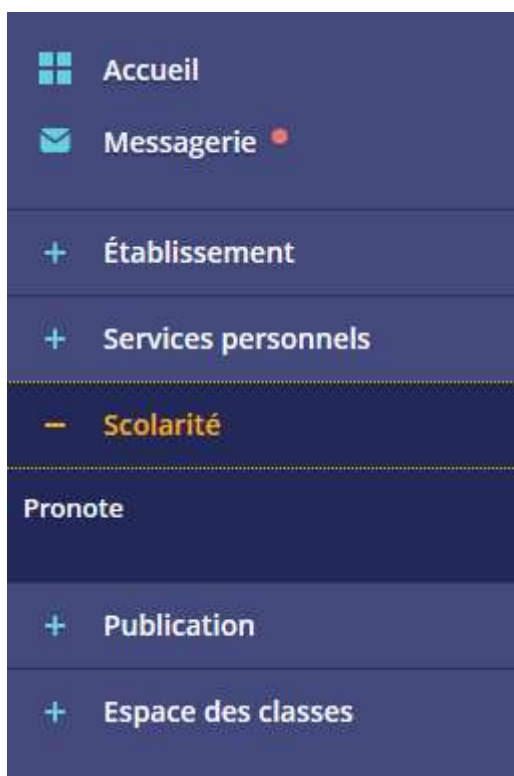 Accueil
Messagerie
+ Établissement
+ Services personnels
− Scolarité
Pronote
+ Publication
+ Espace des classes